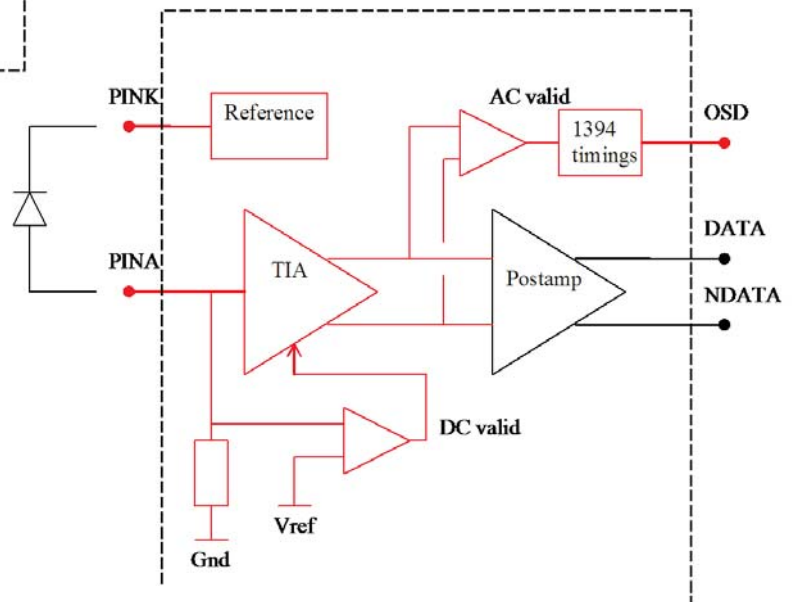 PINK
Reference
AC valid
1394
timings
OSD
PINA
TIA
Postamp
DATA
NDATA
DC valid
Vref
Gnd